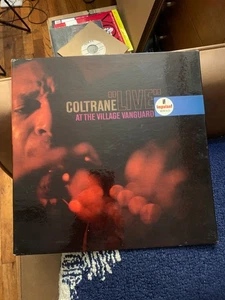 "LIVE"
COLTRANE
AT THE VILLAGE VANGUARD
impulse!